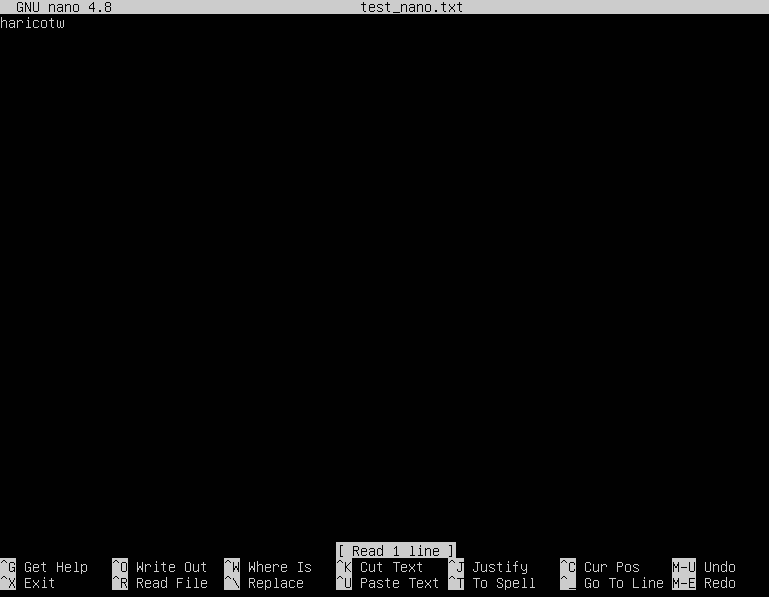 GNU nano 4.8 test_nano.txt
haricotw
[ Read 1 line ]
^G Get Help ^O Write Out ^W Where Is ^K Cut Text ^J Justify ^C Cur Pos M-U Undo
^X Exit ^R Read File ^\ Replace ^U Paste Text ^T To Spell ^_ Go To Line M-E Redo